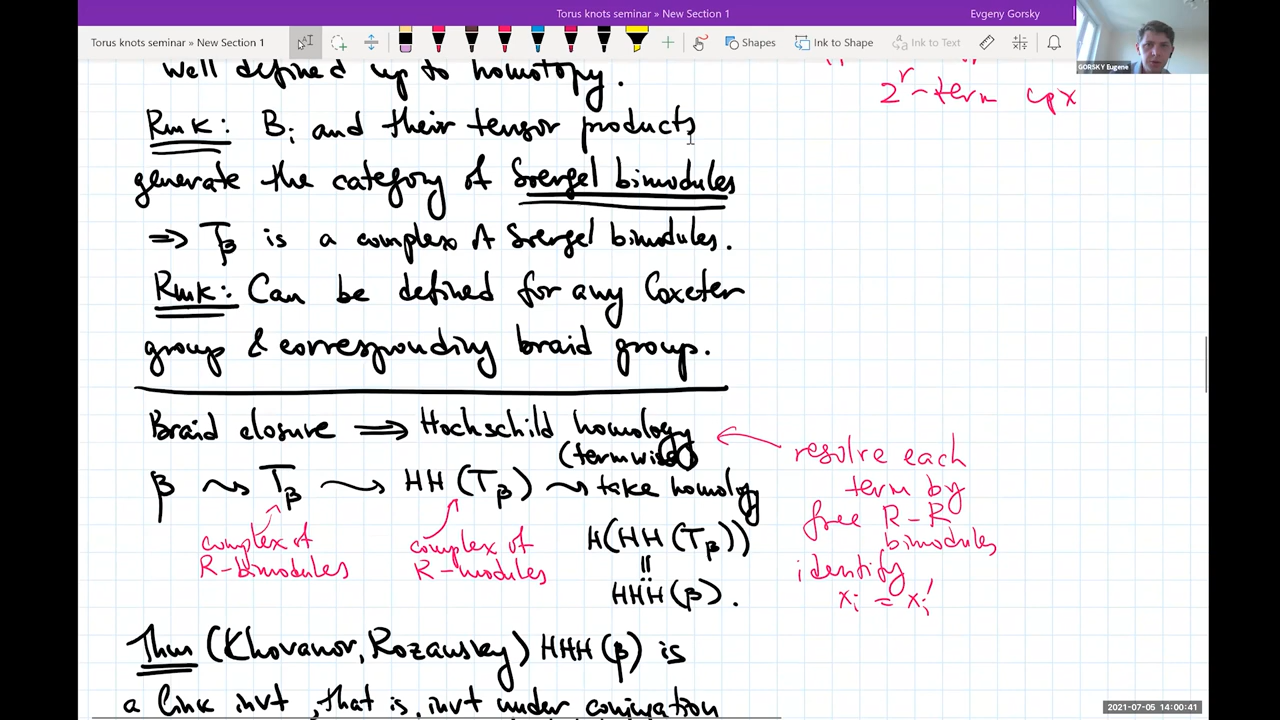 Torus knots seminar » New Section 1
Evgeny Gorsky
Torus knots seminar » New Section 1
Shapes
Ink to Shape
Ink to Text
GORSKY Eugene
well defined up to homotopy.
2^r-term cpx
Rmk: B_i and their tensor products
generate the category of Soergel bimodules
=> T_β is a complex of Soergel bimodules.
Rmk: Can be defined for any Coxeter
group & corresponding braid group.
Braid closure => Hochschild homology
(termwise)
β ⇝ T_β ⇝ HH(T_β) ⇝ take homology
complex of
R-bimodules
complex of
R-modules
H(HH(T_β))
||
HHH(β).
resolve each
term by
free R-R
bimodules
identify
x_i = x_i'
Thm (Khovanov, Rozansky) HHH(β) is
a link invt, that is, invt under conjugation
2021-07-05 14:00:41